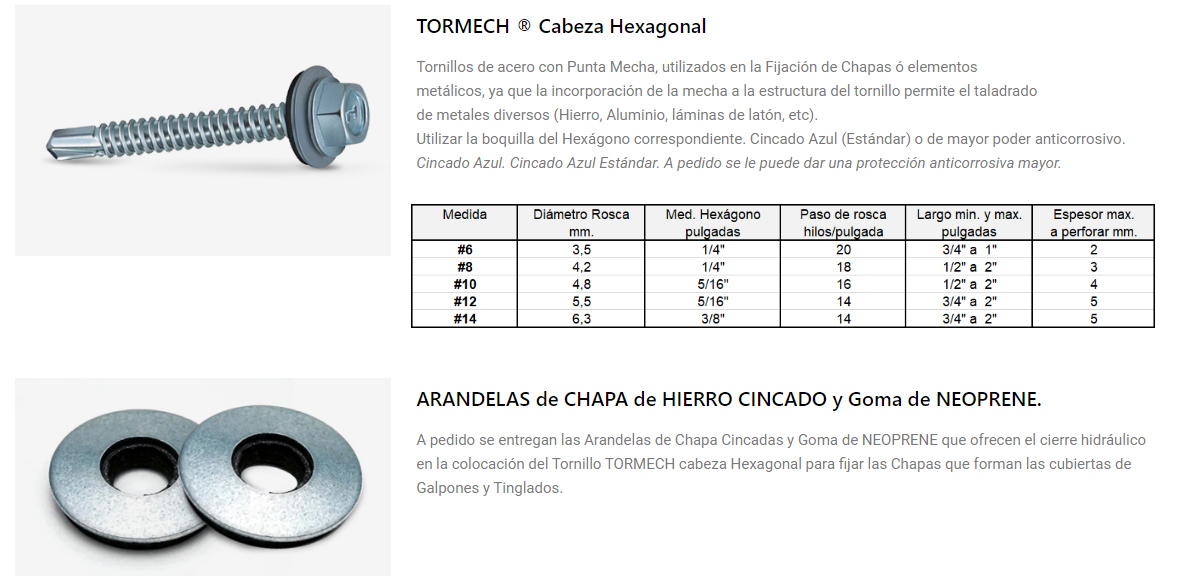 TORMECH ® Cabeza Hexagonal
Tornillos de acero con Punta Mecha, utilizados en la Fijación de Chapas ó elementos
metálicos, ya que la incorporación de la mecha a la estructura del tornillo permite el taladrado
de metales diversos (Hierro, Aluminio, láminas de latón, etc).
Utilizar la boquilla del Hexágono correspondiente. Cincado Azul (Estándar) o de mayor poder anticorrosivo.
Cincado Azul. Cincado Azul Estándar. A pedido se le puede dar una protección anticorrosiva mayor.
Medida Diámetro Rosca Med. Hexágono Paso de rosca Largo min. y max. Espesor max.
mm. pulgadas hilos/pulgada pulgadas a perforar mm.
#6 3,5 1/4" 20 3/4" a 1" 2
#8 4,2 1/4" 18 1/2" a 2" 3
#10 4,8 5/16" 16 1/2" a 2" 4
#12 5,5 5/16" 14 3/4" a 2" 5
#14 6,3 3/8" 14 3/4" a 2" 5
ARANDELAS de CHAPA de HIERRO CINCADO y Goma de NEOPRENE.
A pedido se entregan las Arandelas de Chapa Cincadas y Goma de NEOPRENE que ofrecen el cierre hidráulico
en la colocación del Tornillo TORMECH cabeza Hexagonal para fijar las Chapas que forman las cubiertas de
Galpones y Tinglados.